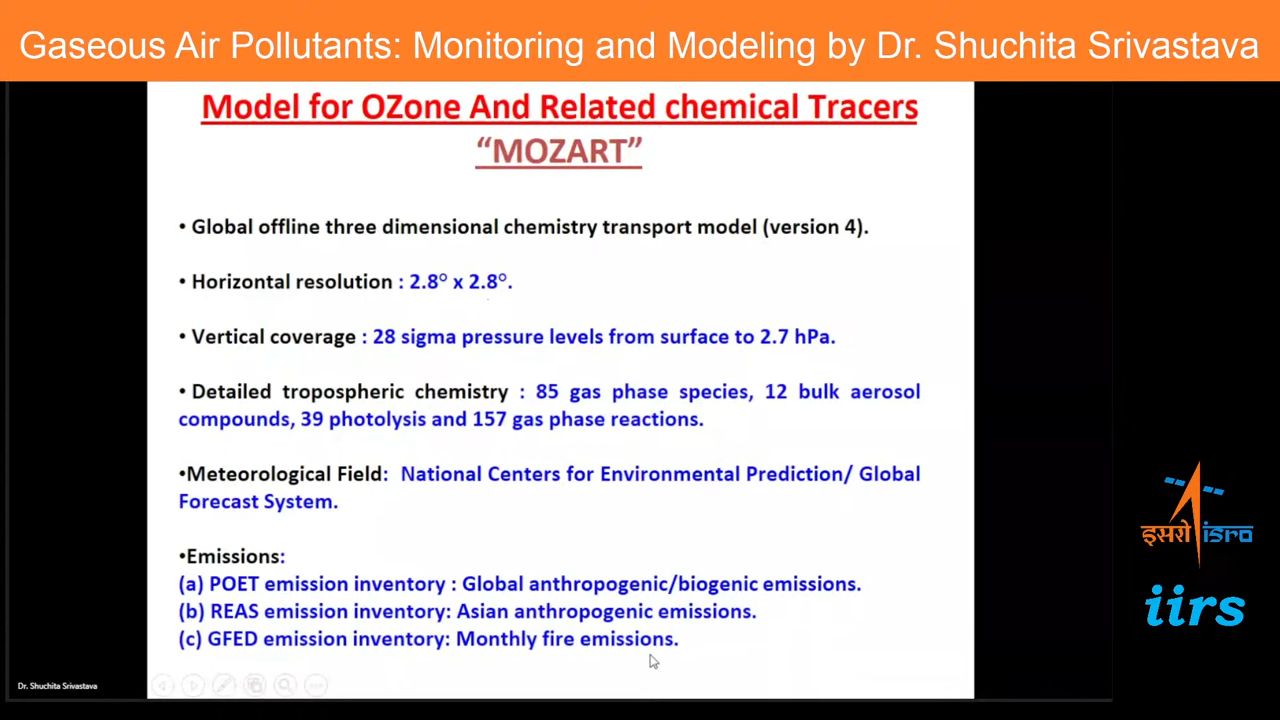 Gaseous Air Pollutants: Monitoring and Modeling by Dr. Shuchita Srivastava
Model for OZone And Related chemical Tracers
“MOZART”
• Global offline three dimensional chemistry transport model (version 4).
• Horizontal resolution : 2.8° x 2.8°.
• Vertical coverage : 28 sigma pressure levels from surface to 2.7 hPa.
• Detailed tropospheric chemistry : 85 gas phase species, 12 bulk aerosol
compounds, 39 photolysis and 157 gas phase reactions.
•Meteorological Field: National Centers for Environmental Prediction/ Global
Forecast System.
•Emissions:
(a) POET emission inventory : Global anthropogenic/biogenic emissions.
(b) REAS emission inventory: Asian anthropogenic emissions.
(c) GFED emission inventory: Monthly fire emissions.
Dr. Shuchita Srivastava
इसरो isro
iirs